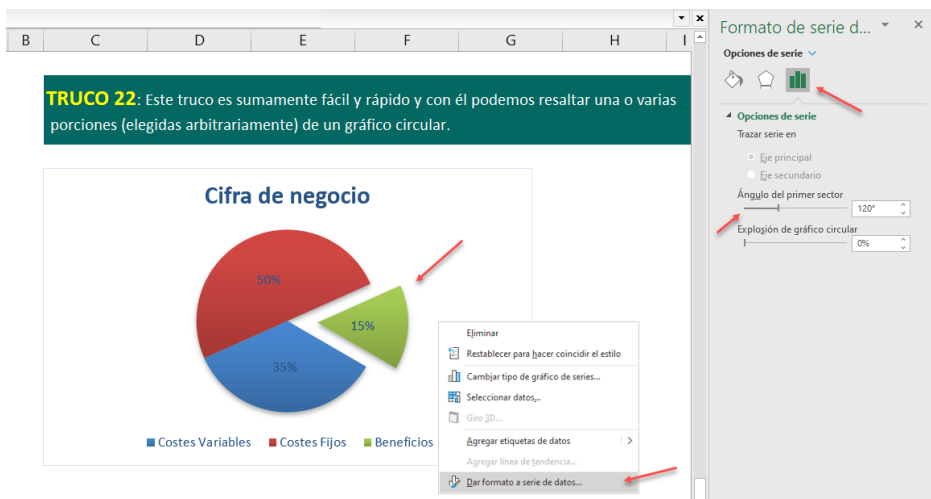 Formato de serie d...
B C D E F G H I
Opciones de serie
TRUCO 22: Este truco es sumamente fácil y rápido y con él podemos resaltar una o varias
porciones (elegidas arbitrariamente) de un gráfico circular.
Opciones de serie
Trazar serie en
Eje principal
Eje secundario
Ángulo del primer sector
120°
Explosión de gráfico circular
0%
Cifra de negocio
50%
15%
35%
Costes Variables Costes Fijos Beneficios
Eliminar
Restablecer para hacer coincidir el estilo
Cambiar tipo de gráfico de series...
Seleccionar datos...
Giro 3D...
Agregar etiquetas de datos
Agregar línea de tendencia...
Dar formato a serie de datos...